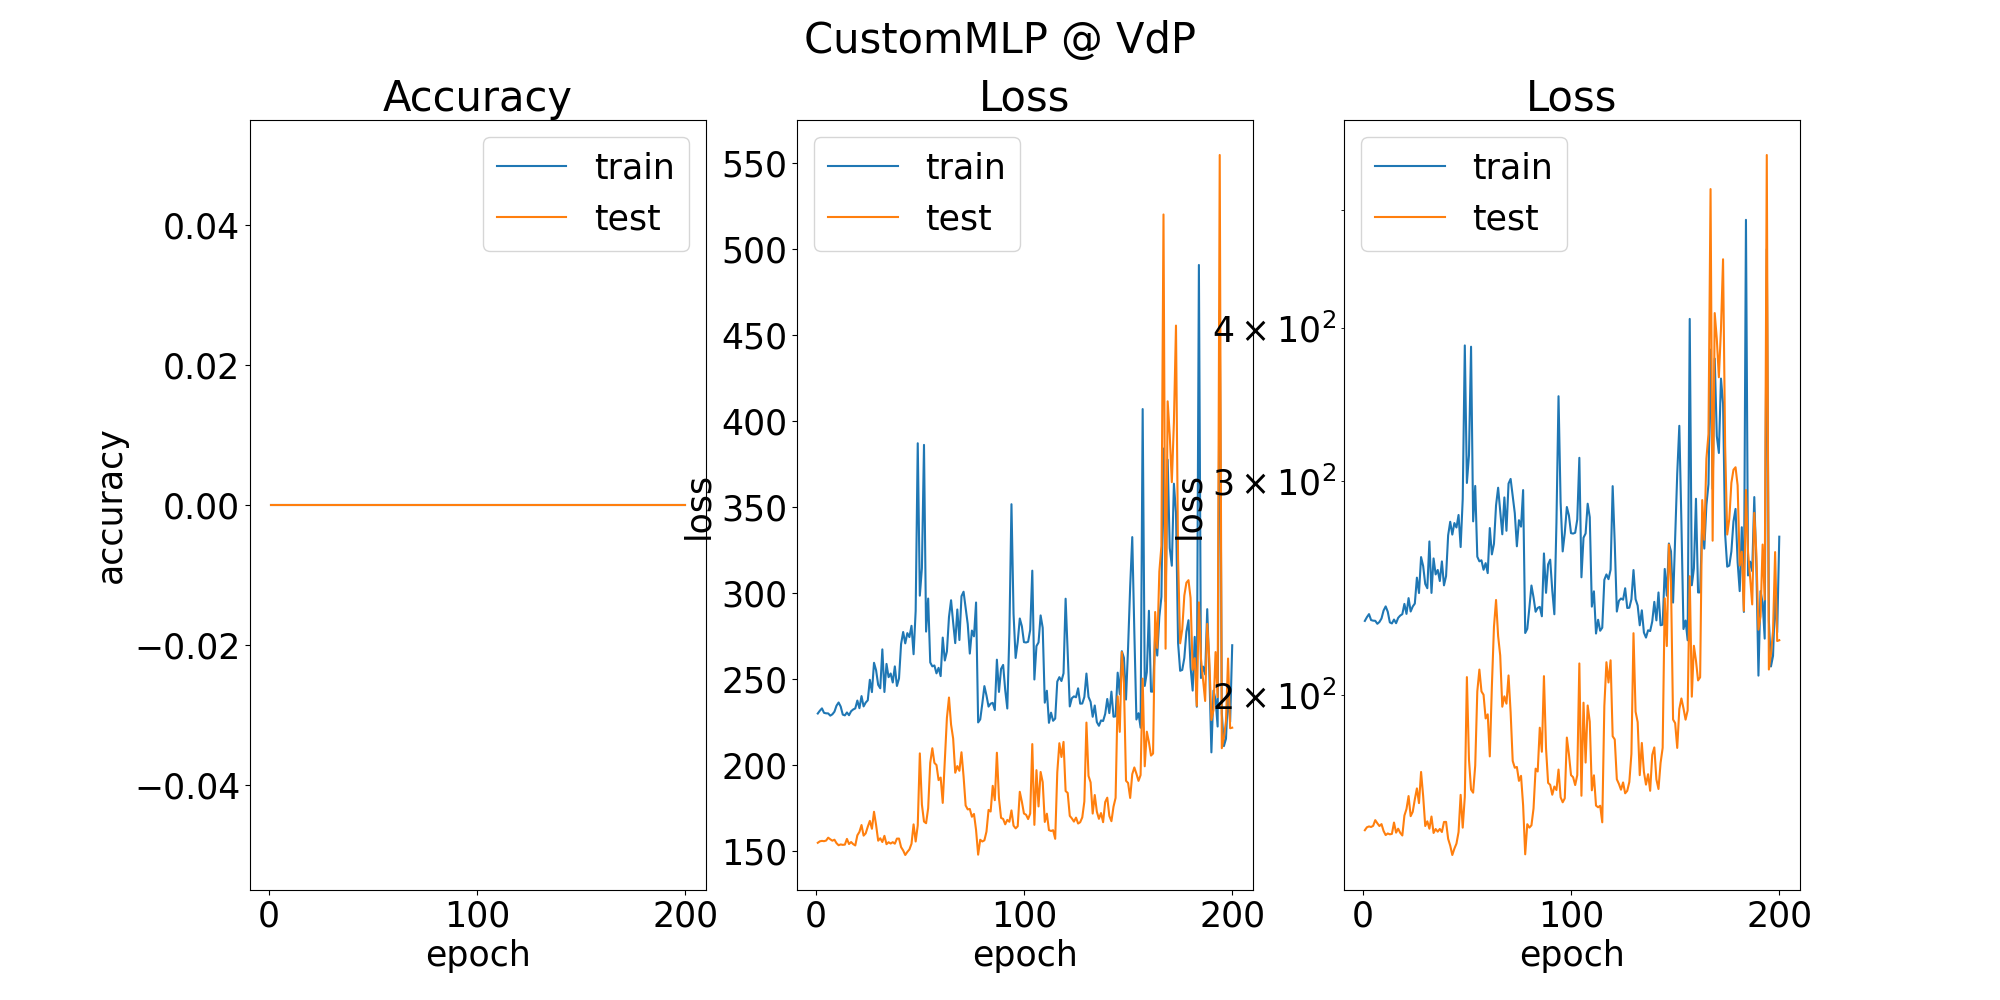 CustomMLP @ VdP
Accuracy
train
test
0.04
0.02
0.00
−0.02
−0.04
accuracy
0
100
200
epoch
Loss
train
test
550
500
450
400
350
300
250
200
150
loss
0
100
200
epoch
Loss
train
test
4 × 10²
3 × 10²
2 × 10²
loss
0
100
200
epoch